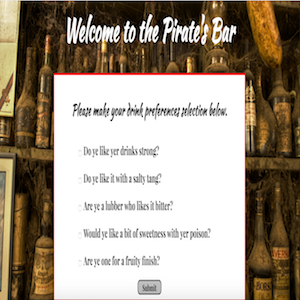 Welcome to the Pirate's Bar
Please make your drink preferences selection below.
Do ye like yer drinks strong?
Do ye like it with a salty tang?
Are ye a lubber who likes it bitter?
Would ye like a bit of sweetness with yer poison?
Are ye one for a fruity finish?
Submit